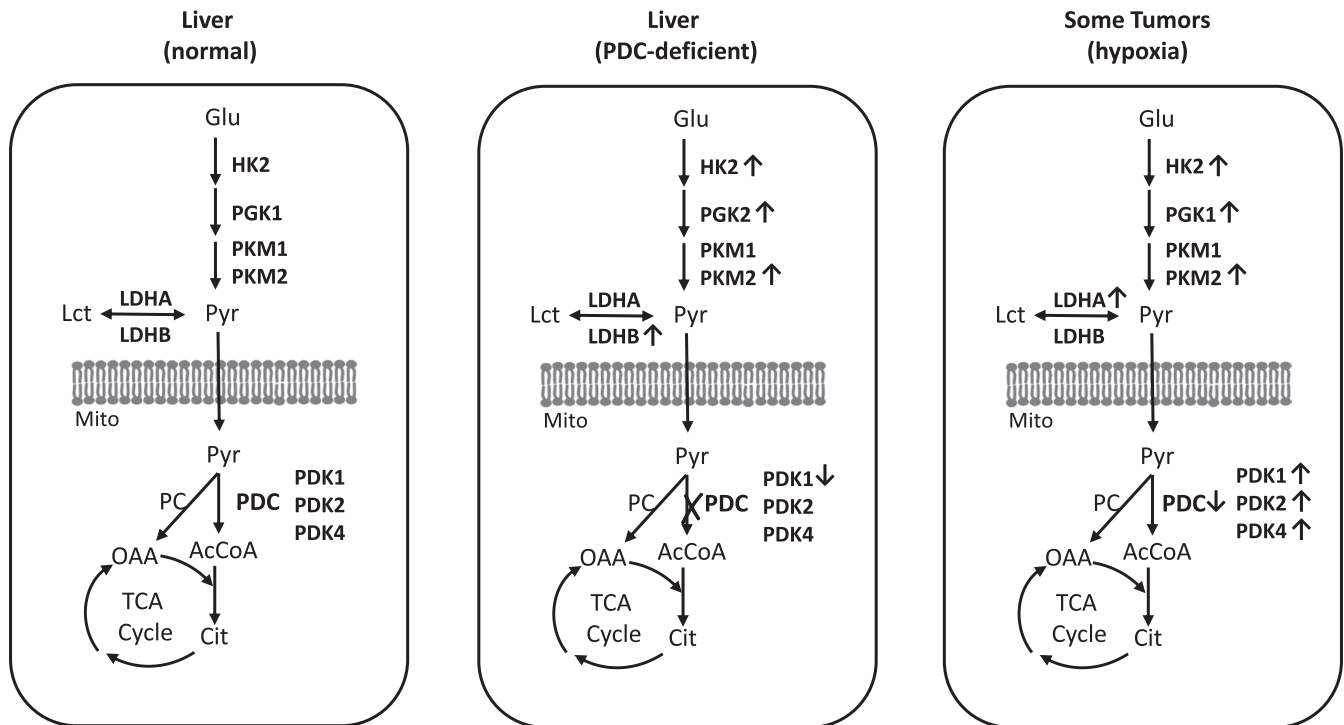 Liver
(normal)
Glu
HK2
PGK1
PKM1
PKM2
LDHA
Lct
Pyr
LDHB
Mito
Pyr
PDK1
PC
PDC
PDK2
PDK4
OAA
AcCoA
TCA
Cycle
Cit
Liver
(PDC-deficient)
Glu
HK2 ↑
PGK2 ↑
PKM1
PKM2 ↑
LDHA
Lct
Pyr
LDHB ↑
Mito
Pyr
PDK1 ↓
PC
PDC
PDK2
PDK4
OAA
AcCoA
TCA
Cycle
Cit
Some Tumors
(hypoxia)
Glu
HK2 ↑
PGK1 ↑
PKM1
PKM2 ↑
LDHA ↑
Lct
Pyr
LDHB
Mito
Pyr
PDK1 ↑
PC
PDC ↓
PDK2 ↑
PDK4 ↑
OAA
AcCoA
TCA
Cycle
Cit